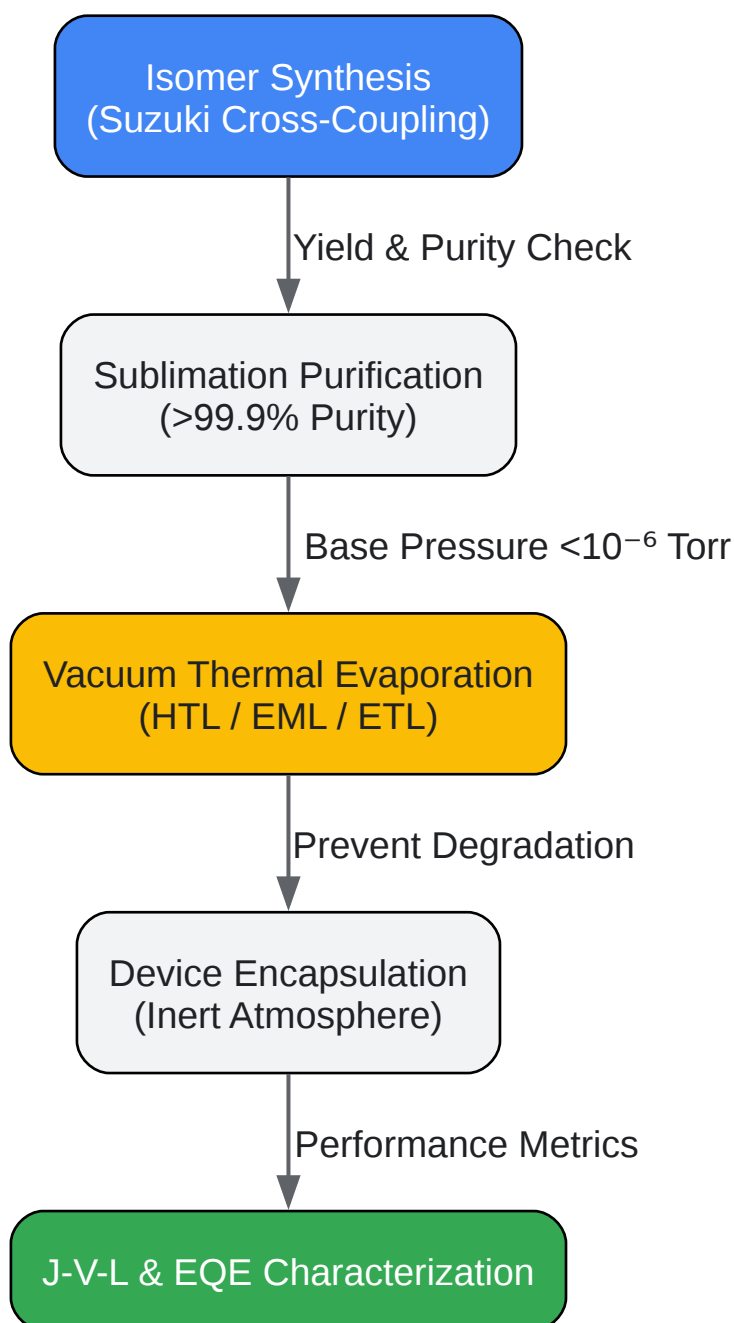 Isomer Synthesis
(Suzuki Cross-Coupling)
Yield & Purity Check
Sublimation Purification
(>99.9% Purity)
Base Pressure <10⁻⁶ Torr
Vacuum Thermal Evaporation
(HTL / EML / ETL)
Prevent Degradation
Device Encapsulation
(Inert Atmosphere)
Performance Metrics
J-V-L & EQE Characterization